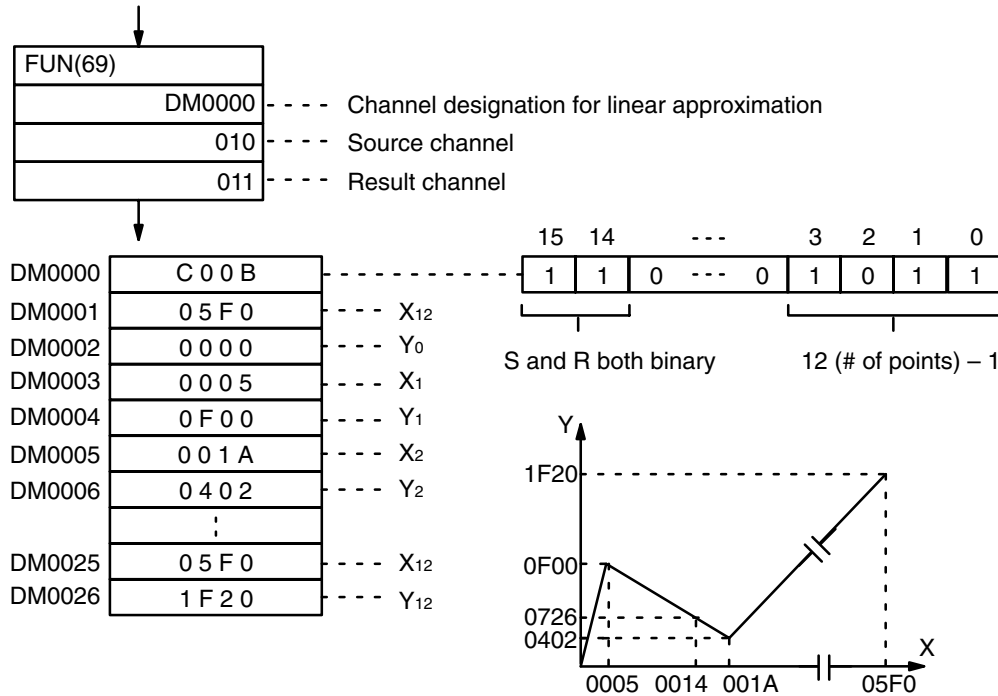 FUN(69)
DM0000 - - - - Channel designation for linear approximation
010 - - - - Source channel
011 - - - - Result channel
15 14 --- 3 2 1 0
DM0000 C 0 0 B 1 1 0 --- 0 1 0 1 1
DM0001 0 5 F 0 - - - - X12
DM0002 0 0 0 0 - - - - Y0
DM0003 0 0 0 5 - - - - X1
DM0004 0 F 0 0 - - - - Y1
DM0005 0 0 1 A - - - - X2
DM0006 0 4 0 2 - - - - Y2
DM0025 0 5 F 0 - - - - X12
DM0026 1 F 2 0 - - - - Y12
S and R both binary 12 (# of points) – 1
Y
1F20
0F00
0726
0402
X
0005 0014 001A 05F0